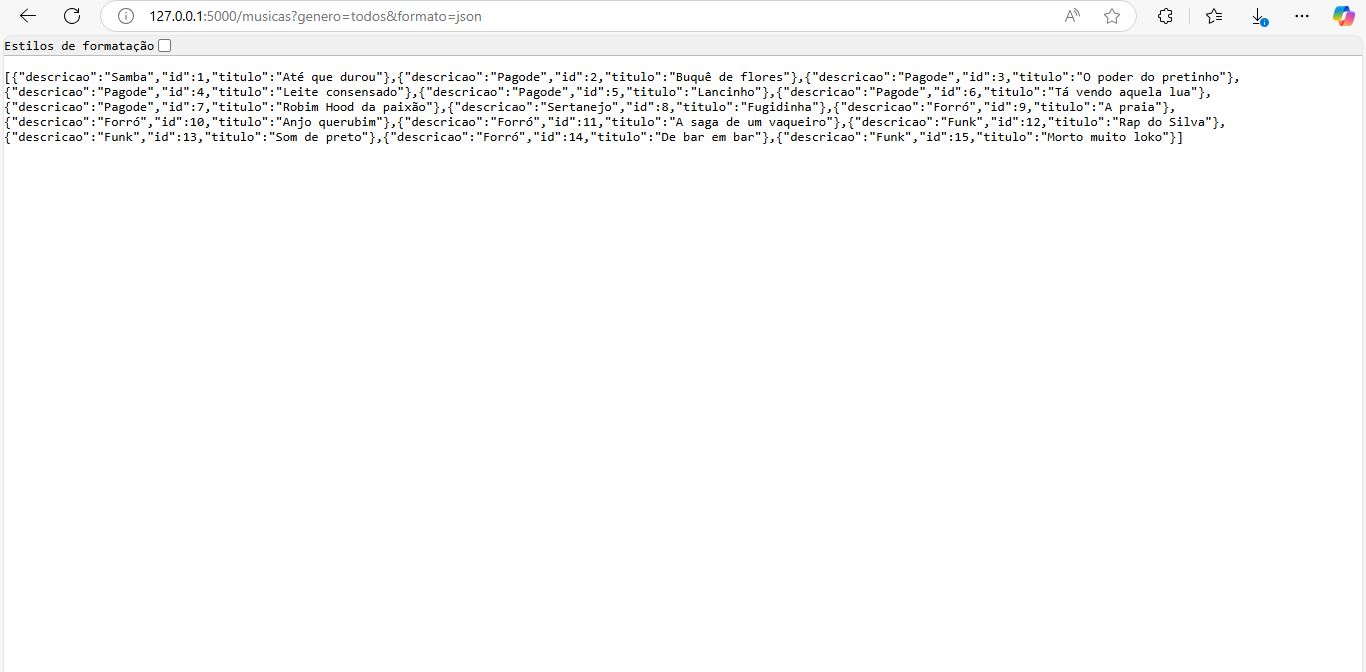 127.0.0.1:5000/musicas?genero=todos&formato=json
Estilos de formatação
[{"descricao":"Samba","id":1,"titulo":"Até que durou"},{"descricao":"Pagode","id":2,"titulo":"Buquê de flores"},{"descricao":"Pagode","id":3,"titulo":"O poder do pretinho"},
{"descricao":"Pagode","id":4,"titulo":"Leite consensado"},{"descricao":"Pagode","id":5,"titulo":"Lancinho"},{"descricao":"Pagode","id":6,"titulo":"Tá vendo aquela lua"},
{"descricao":"Pagode","id":7,"titulo":"Robim Hood da paixão"},{"descricao":"Sertanejo","id":8,"titulo":"Fugidinha"},{"descricao":"Forró","id":9,"titulo":"A praia"},
{"descricao":"Forró","id":10,"titulo":"Anjo querubim"},{"descricao":"Forró","id":11,"titulo":"A saga de um vaqueiro"},{"descricao":"Funk","id":12,"titulo":"Rap do Silva"},
{"descricao":"Funk","id":13,"titulo":"Som de preto"},{"descricao":"Forró","id":14,"titulo":"De bar em bar"},{"descricao":"Funk","id":15,"titulo":"Morto muito loko"}]